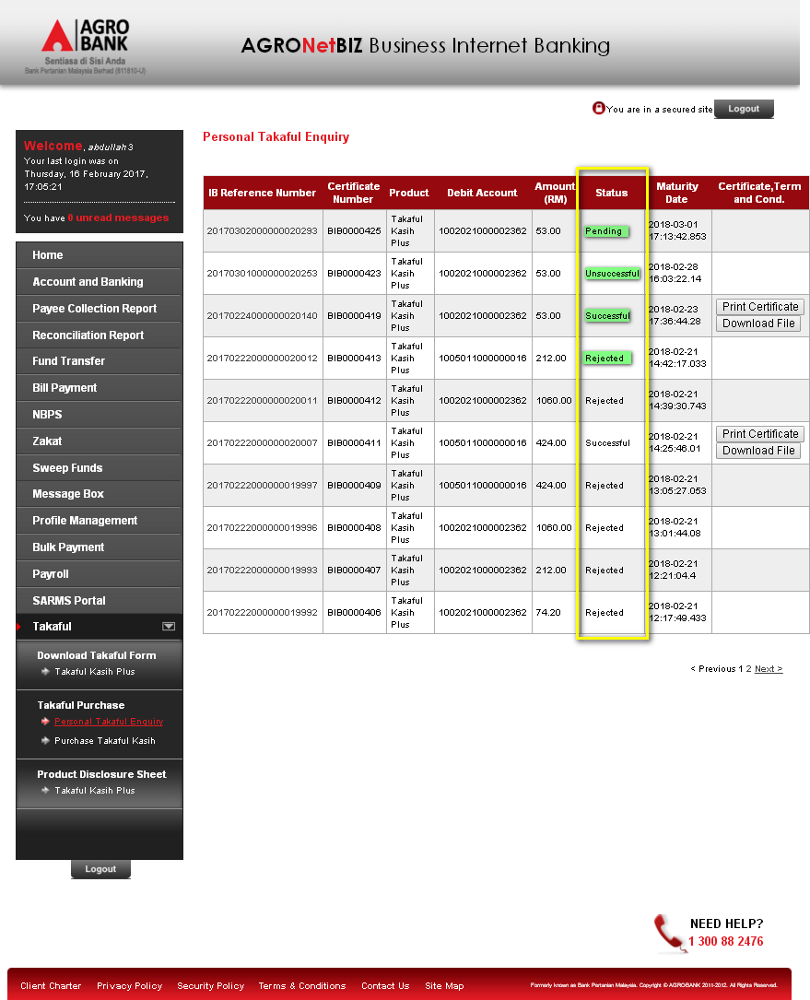 AGRO
BANK
Sentiasa di Sisi Anda
Bank Pertanian Malaysia Berhad (811810-U)
AGRONetBIZ Business Internet Banking
You are in a secured site
Logout
Welcome, abdullah3
Your last login was on
Thursday, 16 February 2017,
17:05:21
You have 0 unread messages
Home
Account and Banking
Payee Collection Report
Reconciliation Report
Fund Transfer
Bill Payment
NBPS
Zakat
Sweep Funds
Message Box
Profile Management
Bulk Payment
Payroll
SARMS Portal
Takaful
Download Takaful Form
Takaful Kasih Plus
Takaful Purchase
Personal Takaful Enquiry
Purchase Takaful Kasih
Product Disclosure Sheet
Takaful Kasih Plus
Logout
Personal Takaful Enquiry
IB Reference Number Certificate Number Product Debit Account Amount (RM) Status Maturity Date Certificate,Term and Cond.
20170302000000020293 BIB0000425 Takaful Kasih Plus 1002021000002362 53.00 Pending 2018-03-01 17:13:42.853
20170301000000020253 BIB0000423 Takaful Kasih Plus 1002021000002362 53.00 Unsuccessful 2018-02-28 16:03:22.14
20170224000000020140 BIB0000419 Takaful Kasih Plus 1002021000002362 53.00 Successful 2018-02-23 17:36:44.28 Print Certificate Download File
20170222000000020012 BIB0000413 Takaful Kasih Plus 1005011000000016 212.00 Rejected 2018-02-21 14:42:17.033
20170222000000020011 BIB0000412 Takaful Kasih Plus 1002021000002362 1060.00 Rejected 2018-02-21 14:39:30.743
20170222000000020007 BIB0000411 Takaful Kasih Plus 1005011000000016 424.00 Successful 2018-02-21 14:25:46.01 Print Certificate Download File
20170222000000019997 BIB0000409 Takaful Kasih Plus 1005011000000016 424.00 Rejected 2018-02-21 13:05:27.053
20170222000000019996 BIB0000408 Takaful Kasih Plus 1002021000002362 1060.00 Rejected 2018-02-21 13:01:44.08
20170222000000019993 BIB0000407 Takaful Kasih Plus 1002021000002362 212.00 Rejected 2018-02-21 12:21:04.4
20170222000000019992 BIB0000406 Takaful Kasih Plus 1002021000002362 74.20 Rejected 2018-02-21 12:17:49.433
< Previous 1 2 Next >
NEED HELP?
1 300 88 2476
Client Charter Privacy Policy Security Policy Terms & Conditions Contact Us Site Map
Formerly known as Bank Pertanian Malaysia. Copyright © AGROBANK 2011-2012. All Rights Reserved.